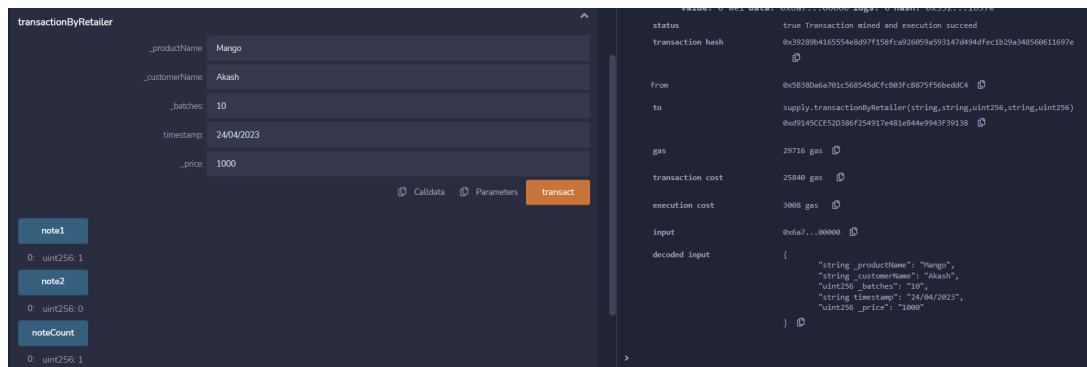 transactionByRetailer
_productName: Mango
_customerName: Akash
_batches: 10
timestamp: 24/04/2023
_price: 1000
Calldata Parameters transact
note1
0: uint256: 1
note2
0: uint256: 0
noteCount
0: uint256: 1
status true Transaction mined and execution succeed
transaction hash 0x39289b4165554e8d97f158fca926059a593147d494dfec1b29a348560611697e
from 0x5B38Da6a701c568545dCfcB03FcB875f56beddC4
to supply.transactionByRetailer(string,string,uint256,string,uint256)
0xd9145CCE52D386f254917e481eB44e9943F39138
gas 29716 gas
transaction cost 25840 gas
execution cost 3008 gas
input 0x6a7...00000
decoded input {
"string _productName": "Mango",
"string _customerName": "Akash",
"uint256 _batches": "10",
"string timestamp": "24/04/2023",
"uint256 _price": "1000"
}
>